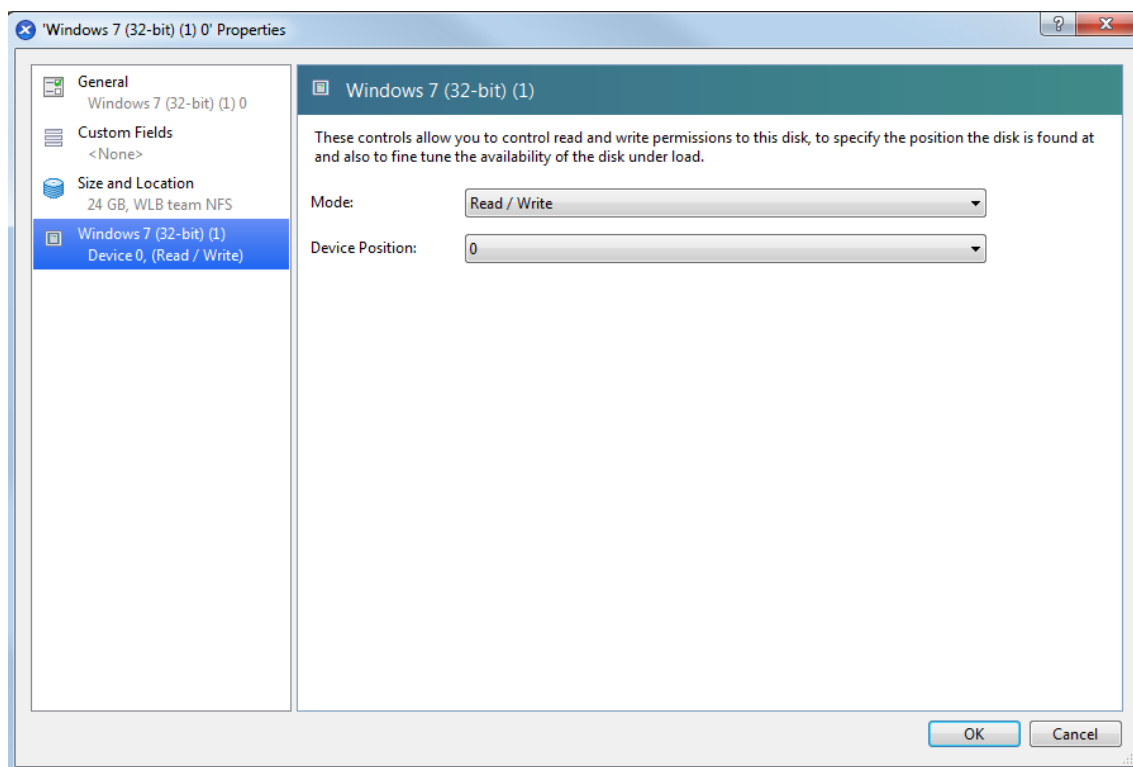 'Windows 7 (32-bit) (1) 0' Properties
General
Windows 7 (32-bit) (1) 0
Custom Fields
<None>
Size and Location
24 GB, WLB team NFS
Windows 7 (32-bit) (1)
Device 0, (Read / Write)
Windows 7 (32-bit) (1)
These controls allow you to control read and write permissions to this disk, to specify the position the disk is found at
and also to fine tune the availability of the disk under load.
Mode: Read / Write
Device Position: 0
OK Cancel